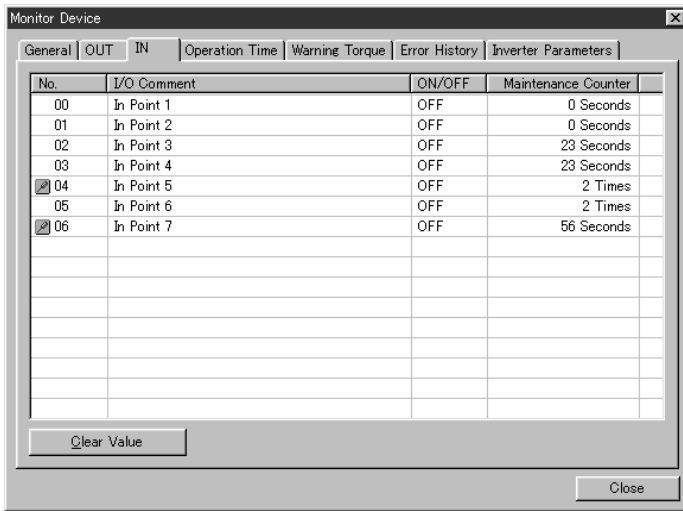 Monitor Device
General OUT IN Operation Time Warning Torque Error History Inverter Parameters
No. I/O Comment ON/OFF Maintenance Counter
00 In Point 1 OFF 0 Seconds
01 In Point 2 OFF 0 Seconds
02 In Point 3 OFF 23 Seconds
03 In Point 4 OFF 23 Seconds
04 In Point 5 OFF 2 Times
05 In Point 6 OFF 2 Times
06 In Point 7 OFF 56 Seconds
Clear Value
Close